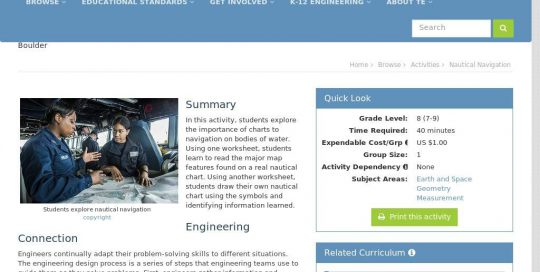 BROWSE EDUCATIONAL STANDARDS GET INVOLVED K-12 ENGINEERING ABOUT TE
Search
Boulder
Home > Browse > Activities > Nautical Navigation
Students explore nautical navigation
copyright
Summary
In this activity, students explore
the importance of charts to
navigation on bodies of water.
Using one worksheet, students
learn to read the major map
features found on a real nautical
chart. Using another worksheet,
students draw their own nautical
chart using the symbols and
identifying information learned.
Engineering
Connection
Engineers continually adapt their problem-solving skills to different situations.
The engineering design process is a series of steps that engineering teams use to
Quick Look
Grade Level: 8 (7-9)
Time Required: 40 minutes
Expendable Cost/Grp US $1.00
Group Size: 1
Activity Dependency None
Subject Areas: Earth and Space
Geometry
Measurement
Print this activity
Related Curriculum